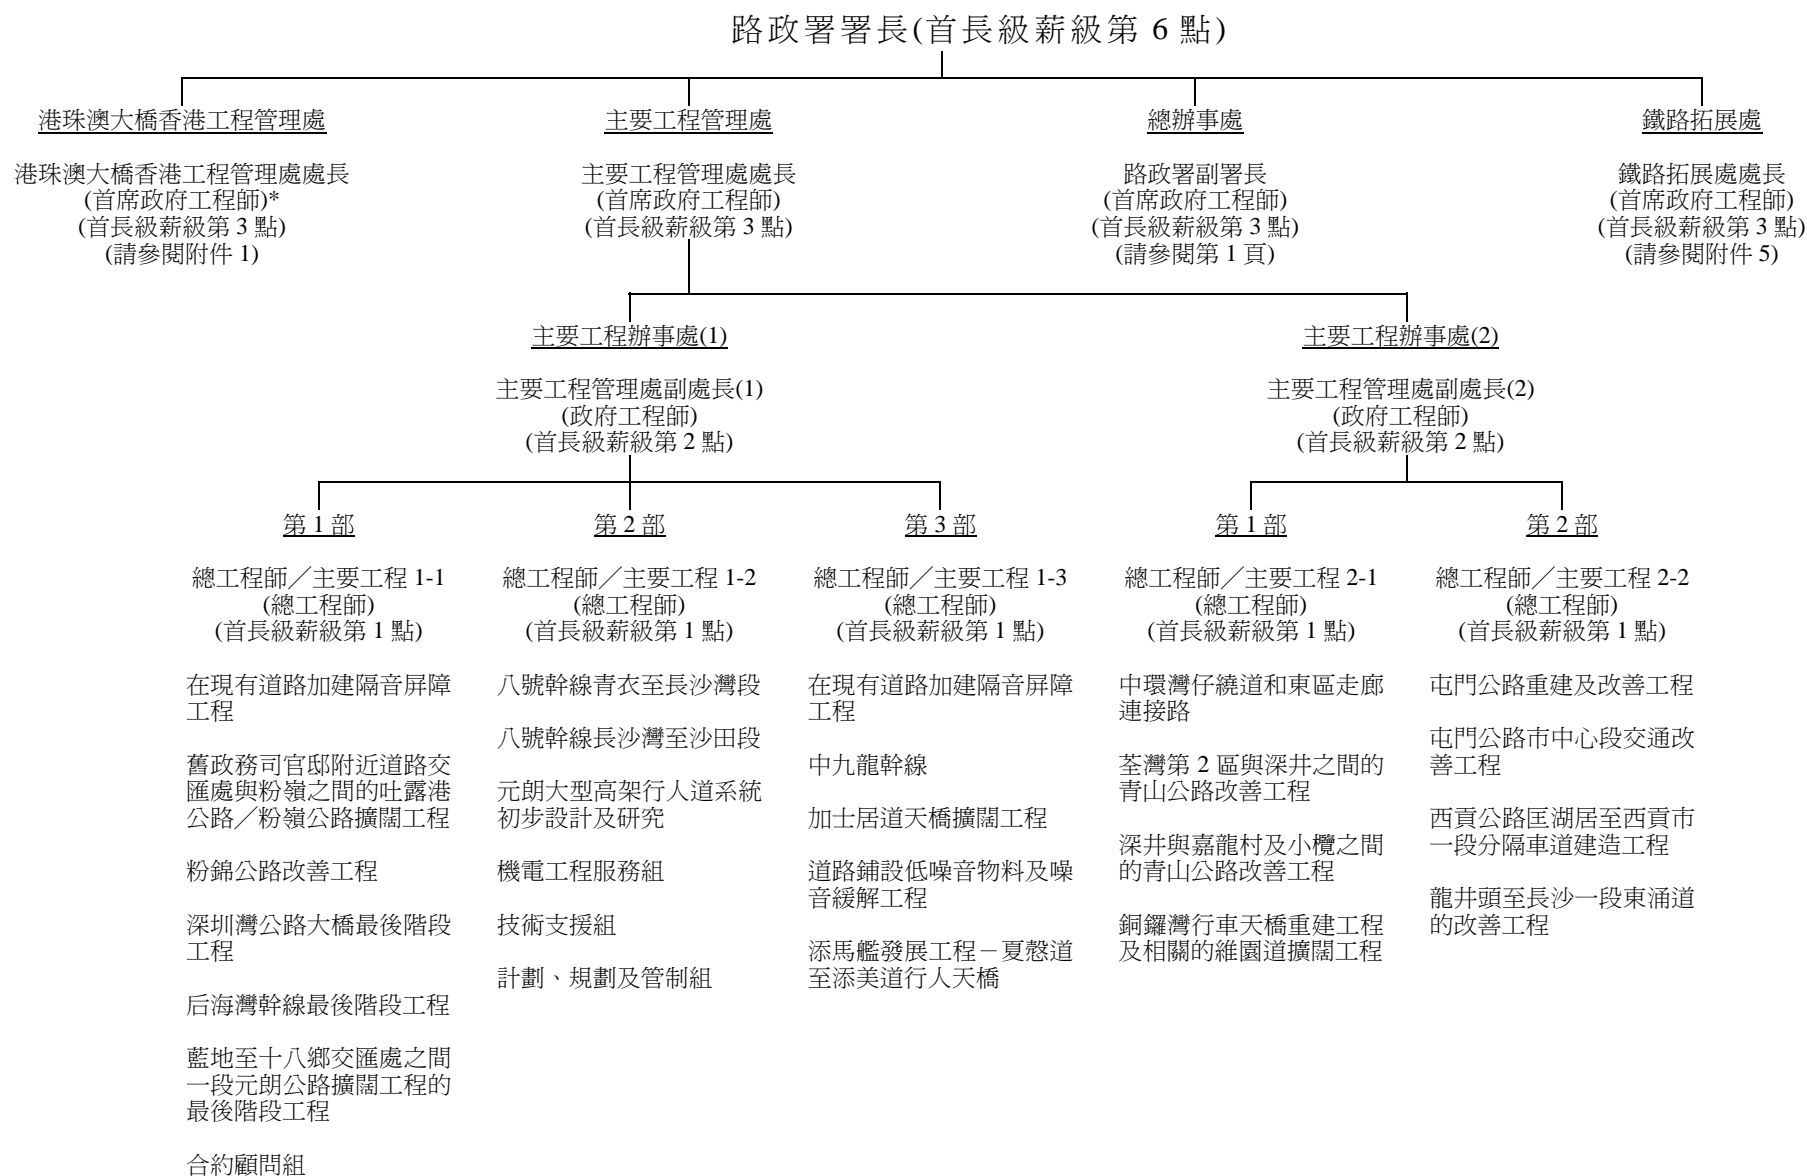 路政署署長(首長級薪級第 6 點)
港珠澳大橋香港工程管理處
港珠澳大橋香港工程管理處處長
(首席政府工程師)*
(首長級薪級第 3 點)
(請參閱附件 1)
主要工程管理處
主要工程管理處處長
(首席政府工程師)
(首長級薪級第 3 點)
總辦事處
路政署副署長
(首席政府工程師)
(首長級薪級第 3 點)
(請參閱第 1 頁)
鐵路拓展處
鐵路拓展處處長
(首席政府工程師)
(首長級薪級第 3 點)
(請參閱附件 5)
主要工程辦事處(1)
主要工程管理處副處長(1)
(政府工程師)
(首長級薪級第 2 點)
主要工程辦事處(2)
主要工程管理處副處長(2)
(政府工程師)
(首長級薪級第 2 點)
第 1 部
總工程師／主要工程 1-1
(總工程師)
(首長級薪級第 1 點)
在現有道路加建隔音屏障
工程
舊政務司官邸附近道路交
匯處與粉嶺之間的吐露港
公路／粉嶺公路擴闊工程
粉錦公路改善工程
深圳灣公路大橋最後階段
工程
后海灣幹線最後階段工程
藍地至十八鄉交匯處之間
一段元朗公路擴闊工程的
最後階段工程
合約顧問組
第 2 部
總工程師／主要工程 1-2
(總工程師)
(首長級薪級第 1 點)
八號幹線青衣至長沙灣段
八號幹線長沙灣至沙田段
元朗大型高架行人道系統
初步設計及研究
機電工程服務組
技術支援組
計劃、規劃及管制組
第 3 部
總工程師／主要工程 1-3
(總工程師)
(首長級薪級第 1 點)
在現有道路加建隔音屏障
工程
中九龍幹線
加士居道天橋擴闊工程
道路鋪設低噪音物料及噪
音緩解工程
添馬艦發展工程－夏慤道
至添美道行人天橋
第 1 部
總工程師／主要工程 2-1
(總工程師)
(首長級薪級第 1 點)
中環灣仔繞道和東區走廊
連接路
荃灣第 2 區與深井之間的
青山公路改善工程
深井與嘉龍村及小欖之間
的青山公路改善工程
銅鑼灣行車天橋重建工程
及相關的維園道擴闊工程
第 2 部
總工程師／主要工程 2-2
(總工程師)
(首長級薪級第 1 點)
屯門公路重建及改善工程
屯門公路市中心段交通改
善工程
西貢公路匡湖居至西貢市
一段分隔車道建造工程
龍井頭至長沙一段東涌道
的改善工程